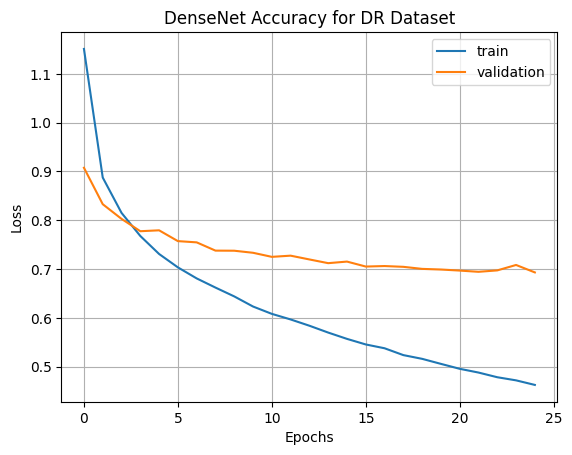 DenseNet Accuracy for DR Dataset
train
validation
Loss
1.1
1.0
0.9
0.8
0.7
0.6
0.5
0 5 10 15 20 25
Epochs